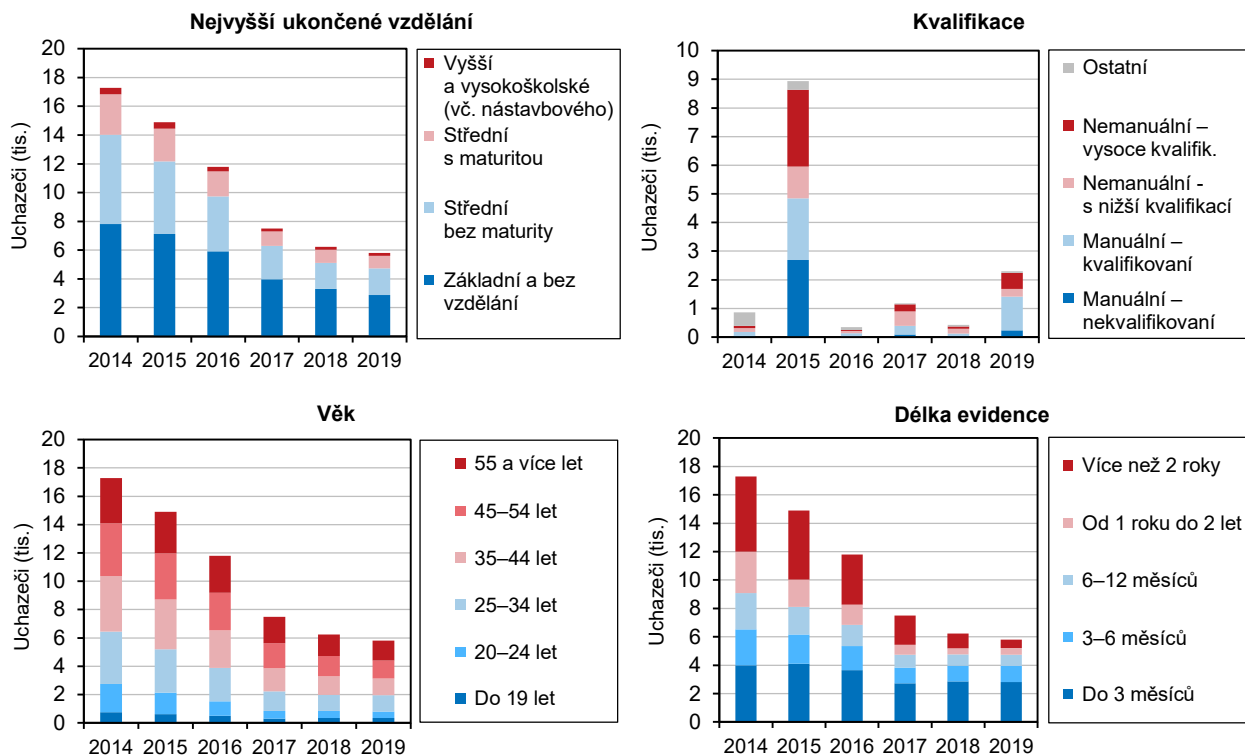 Nejvyšší ukončené vzdělání
20
18
16
14
12
10
8
6
4
2
0
Uchazeči (tis.)
2014 2015 2016 2017 2018 2019
Vyšší
a vysokoškolské
(vč. nástavbového)
Střední
s maturitou
Střední
bez maturity
Základní a bez
vzdělání
Kvalifikace
10
9
8
7
6
5
4
3
2
1
0
Uchazeči (tis.)
2014 2015 2016 2017 2018 2019
Ostatní
Nemanuální –
vysoce kvalifik.
Nemanuální -
s nižší kvalifikací
Manuální –
kvalifikovaní
Manuální –
nekvalifikovaní
Věk
20
18
16
14
12
10
8
6
4
2
0
Uchazeči (tis.)
2014 2015 2016 2017 2018 2019
55 a více let
45–54 let
35–44 let
25–34 let
20–24 let
Do 19 let
Délka evidence
20
18
16
14
12
10
8
6
4
2
0
Uchazeči (tis.)
2014 2015 2016 2017 2018 2019
Více než 2 roky
Od 1 roku do 2 let
6–12 měsíců
3–6 měsíců
Do 3 měsíců